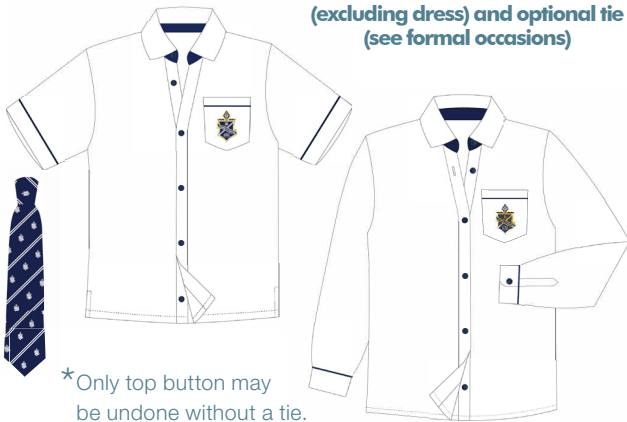 (excluding dress) and optional tie
(see formal occasions)
*Only top button may
be undone without a tie.